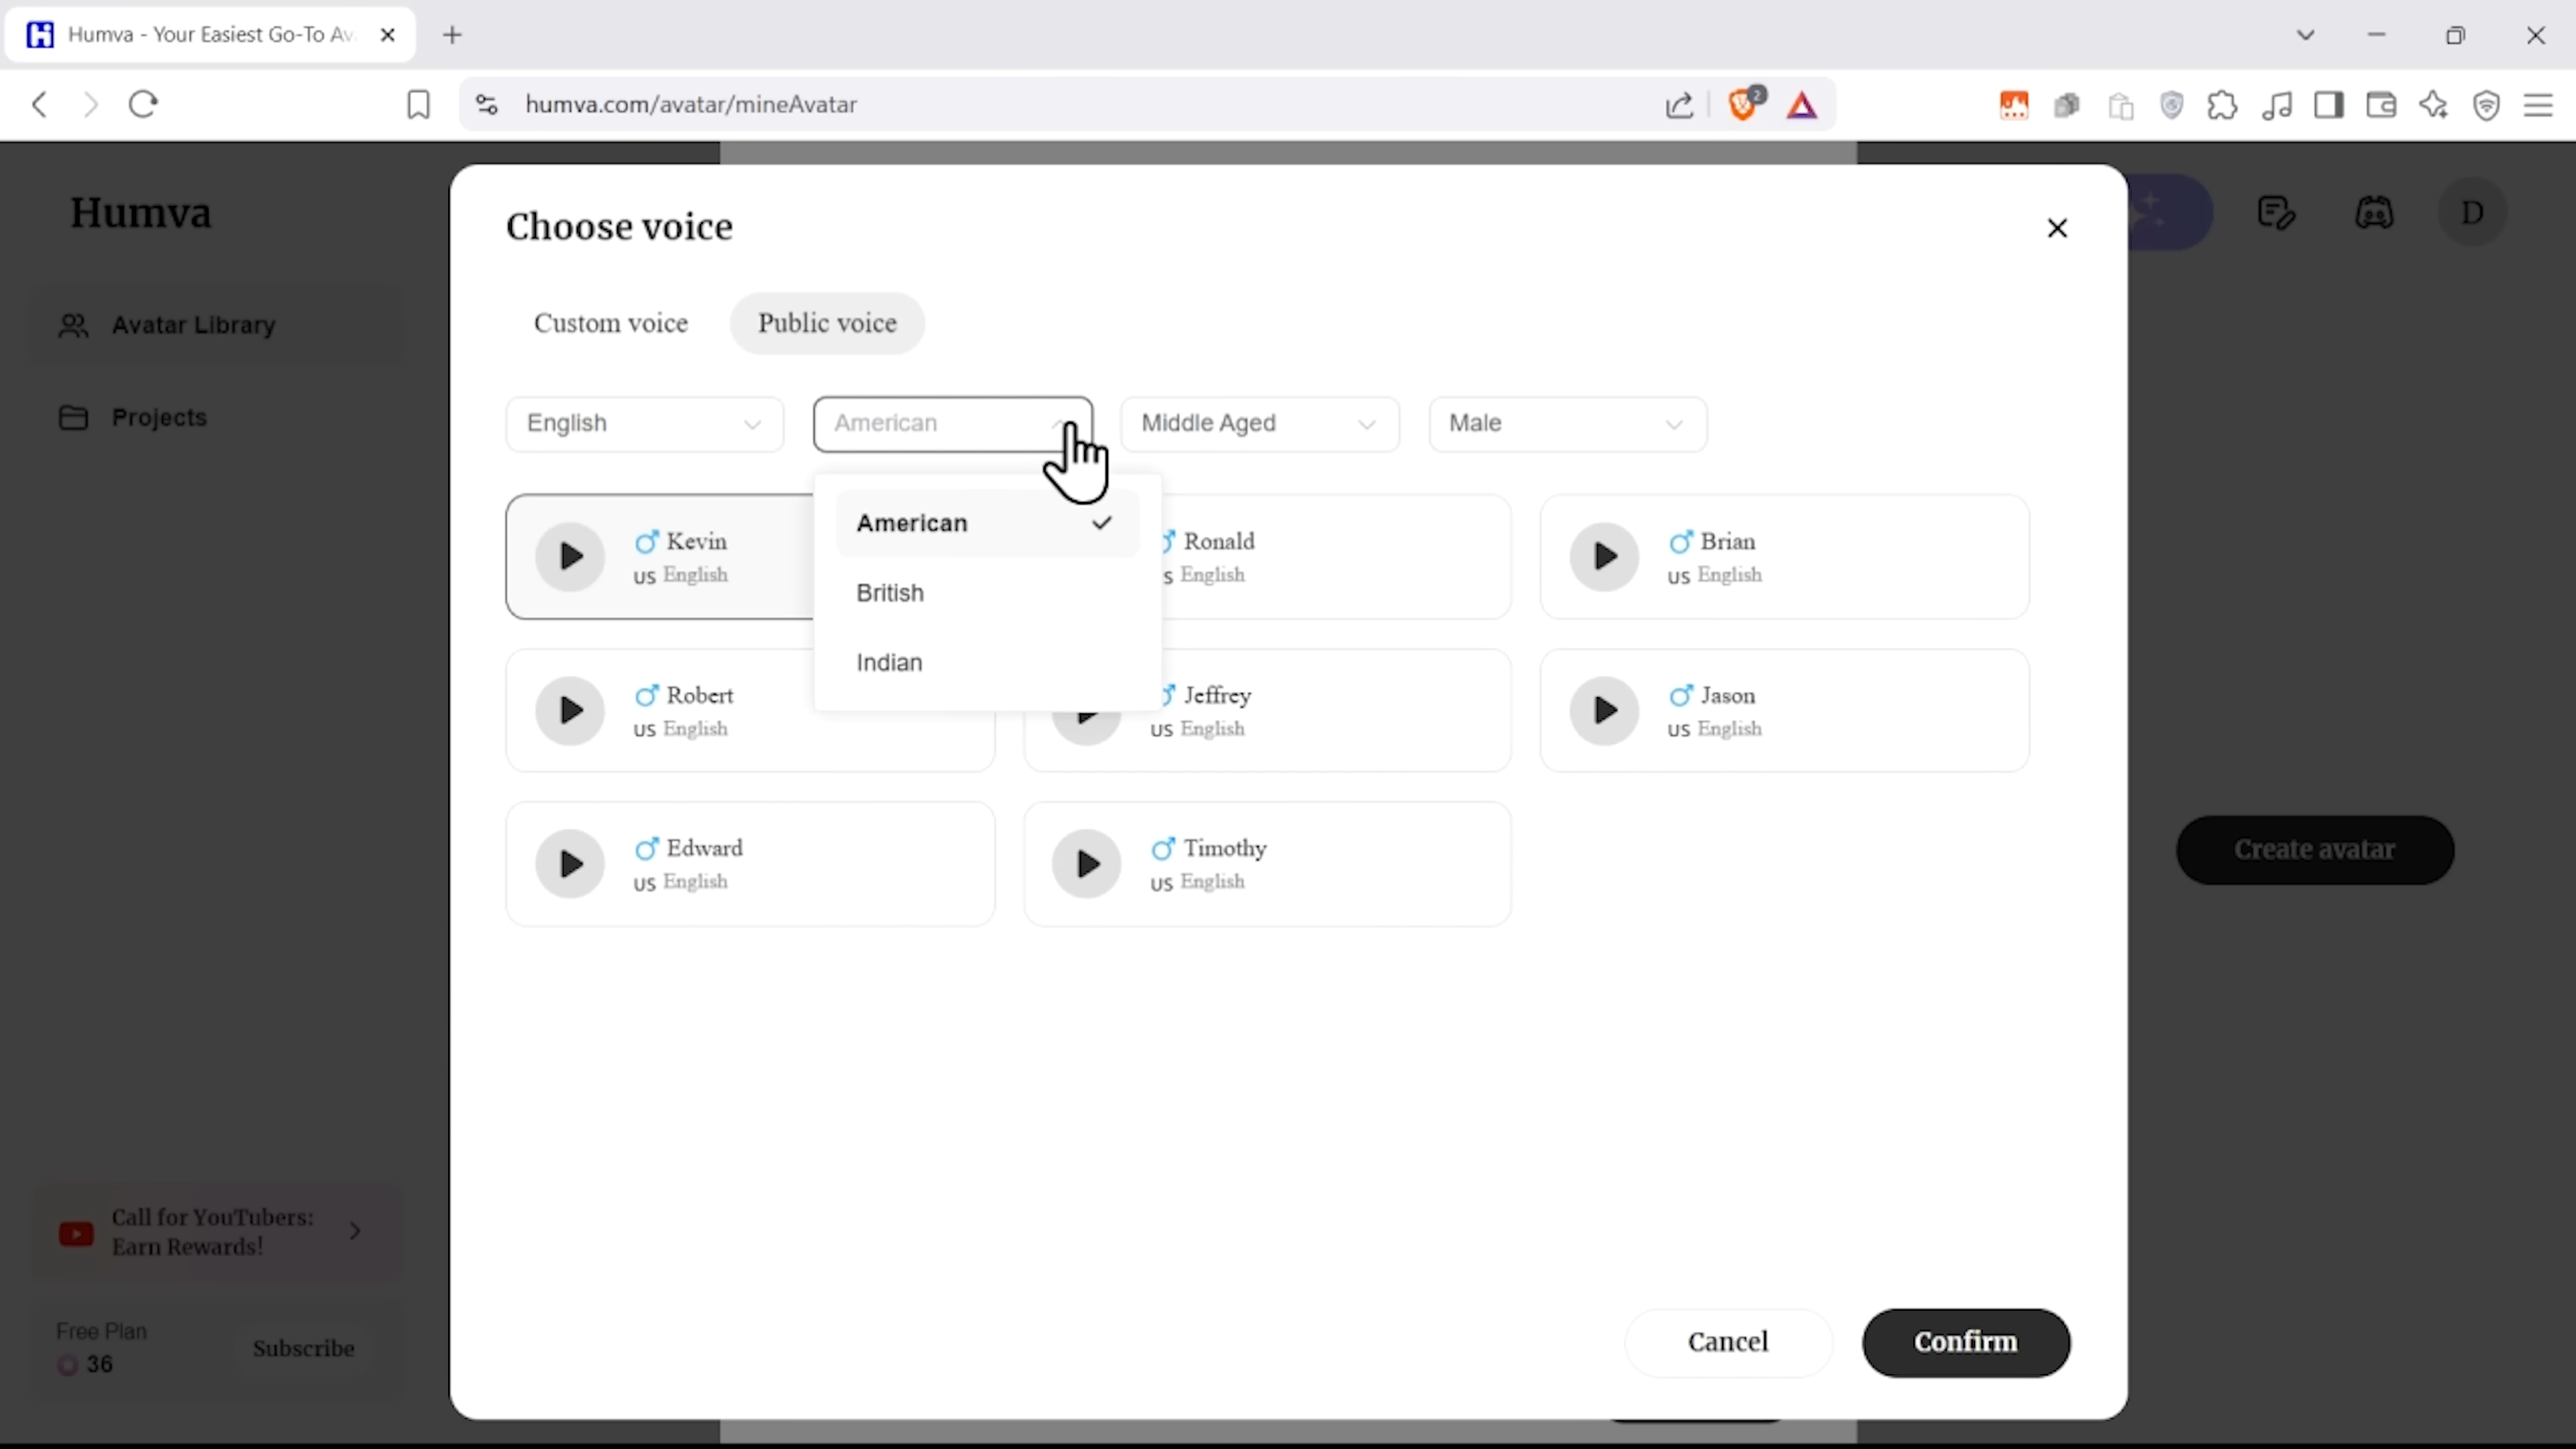 Humva - Your Easiest Go-To Av
humva.com/avatar/mineAvatar
2
Humva
D
Avatar Library
Projects
Choose voice
Custom voice
Public voice
English
American
Middle Aged
Male
American
British
Indian
Kevin
US English
Ronald
S English
Brian
US English
Robert
US English
Jeffrey
US English
Jason
US English
Edward
US English
Timothy
US English
Create avatar
Call for YouTubers:
Earn Rewards!
Free Plan
36
Subscribe
Cancel
Confirm